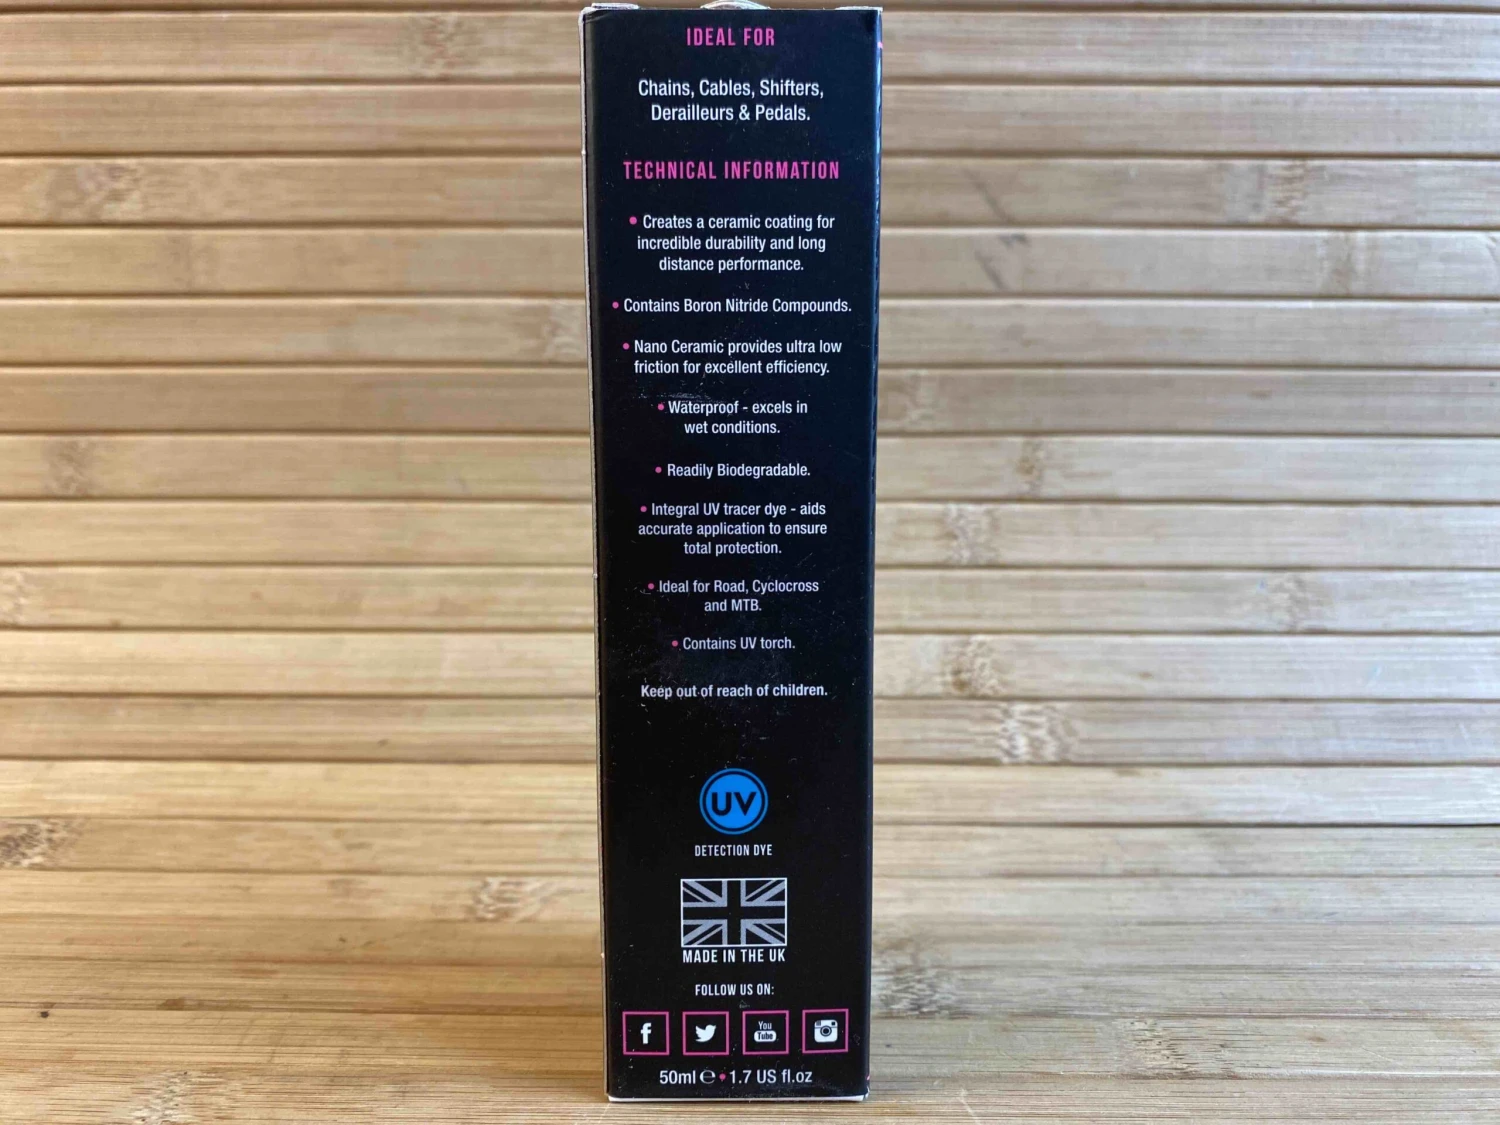 IDEAL FOR
Chains, Cables, Shifters,
Derailleurs & Pedals.
TECHNICAL INFORMATION
• Creates a ceramic coating for
incredible durability and long
distance performance.
• Contains Boron Nitride Compounds.
• Nano Ceramic provides ultra low
friction for excellent efficiency.
• Waterproof - excels in
wet conditions.
• Readily Biodegradable.
• Integral UV tracer dye - aids
accurate application to ensure
total protection.
• Ideal for Road, Cyclocross
and MTB.
• Contains UV torch.
Keep out of reach of children.
UV
DETECTION DYE
MADE IN THE UK
FOLLOW US ON:
f You
Tube
50ml ℮ • 1.7 US fl.oz